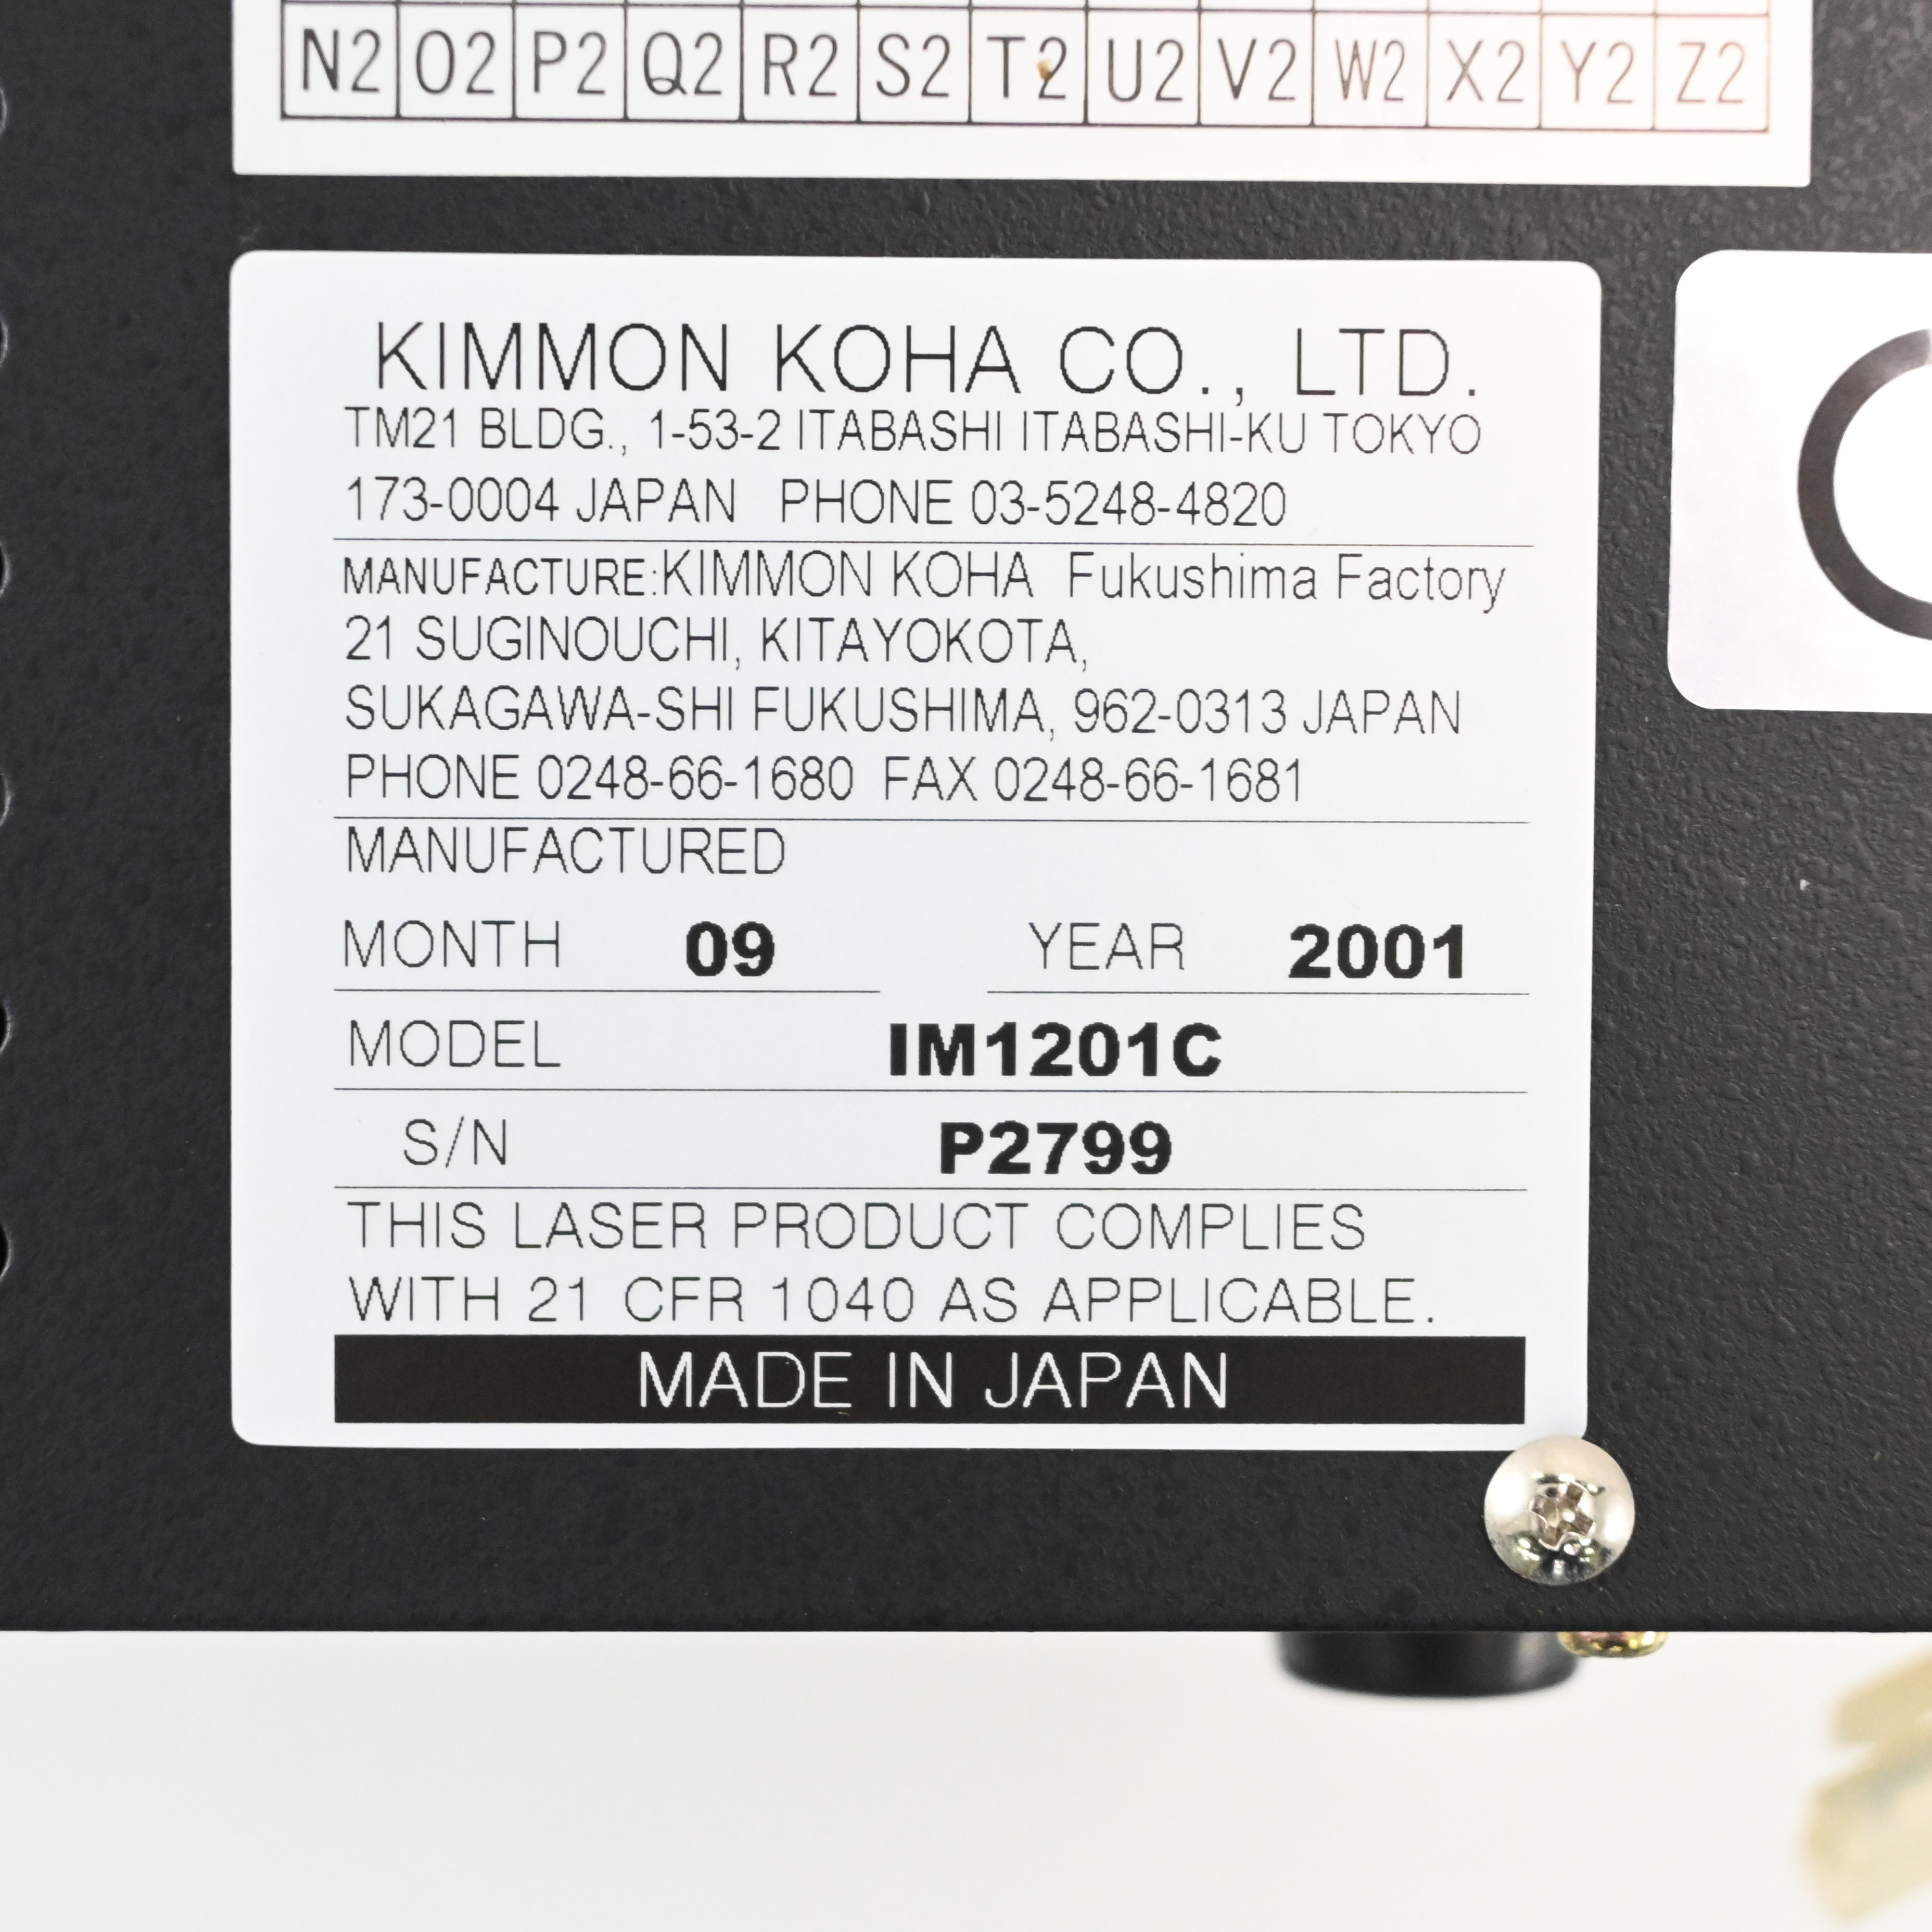 N2 O2 P2 Q2 R2 S2 T2 U2 V2 W2 X2 Y2 Z2
KIMMON KOHA CO., LTD.
TM21 BLDG., 1-53-2 ITABASHI ITABASHI-KU TOKYO
173-0004 JAPAN PHONE 03-5248-4820
MANUFACTURE:KIMMON KOHA Fukushima Factory
21 SUGINOUCHI, KITAYOKOTA,
SUKAGAWA-SHI FUKUSHIMA, 962-0313 JAPAN
PHONE 0248-66-1680 FAX 0248-66-1681
MANUFACTURED
MONTH 09 YEAR 2001
MODEL IM1201C
S/N P2799
THIS LASER PRODUCT COMPLIES
WITH 21 CFR 1040 AS APPLICABLE.
MADE IN JAPAN